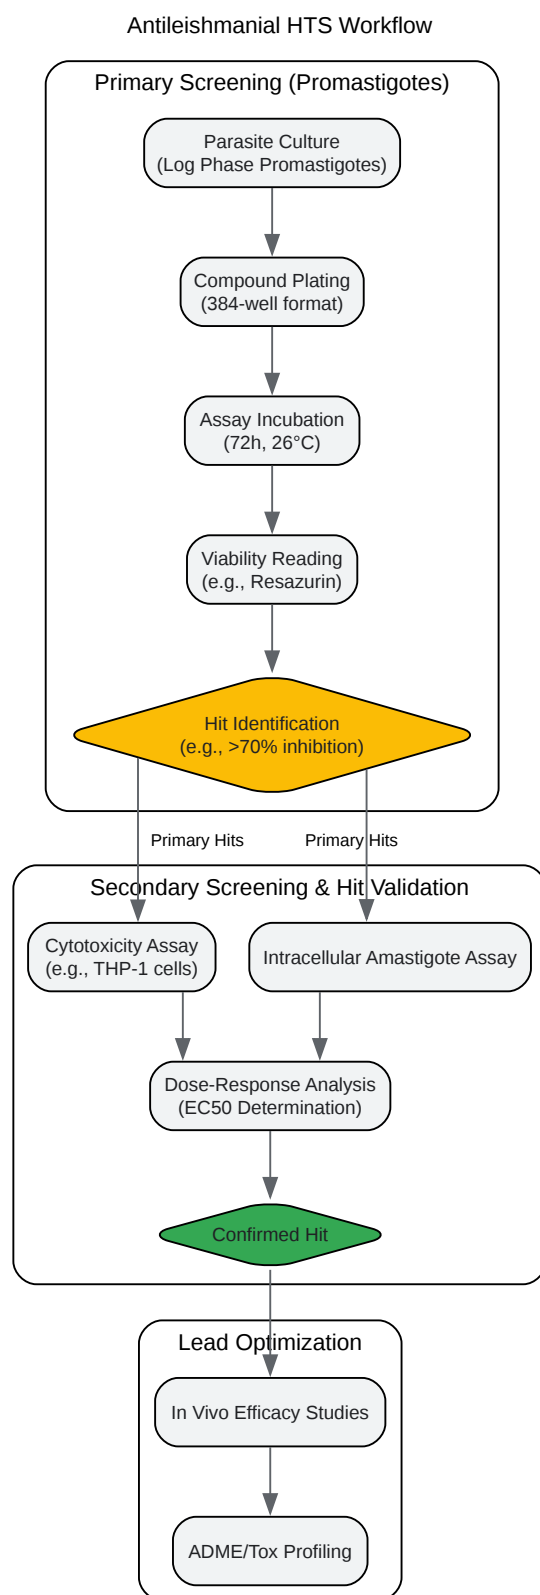 Antileishmanial HTS Workflow
Primary Screening (Promastigotes)
Parasite Culture
(Log Phase Promastigotes)
Compound Plating
(384-well format)
Assay Incubation
(72h, 26°C)
Viability Reading
(e.g., Resazurin)
Hit Identification
(e.g., >70% inhibition)
Primary Hits
Primary Hits
Secondary Screening & Hit Validation
Cytotoxicity Assay
(e.g., THP-1 cells)
Intracellular Amastigote Assay
Dose-Response Analysis
(EC50 Determination)
Confirmed Hit
Lead Optimization
In Vivo Efficacy Studies
ADME/Tox Profiling